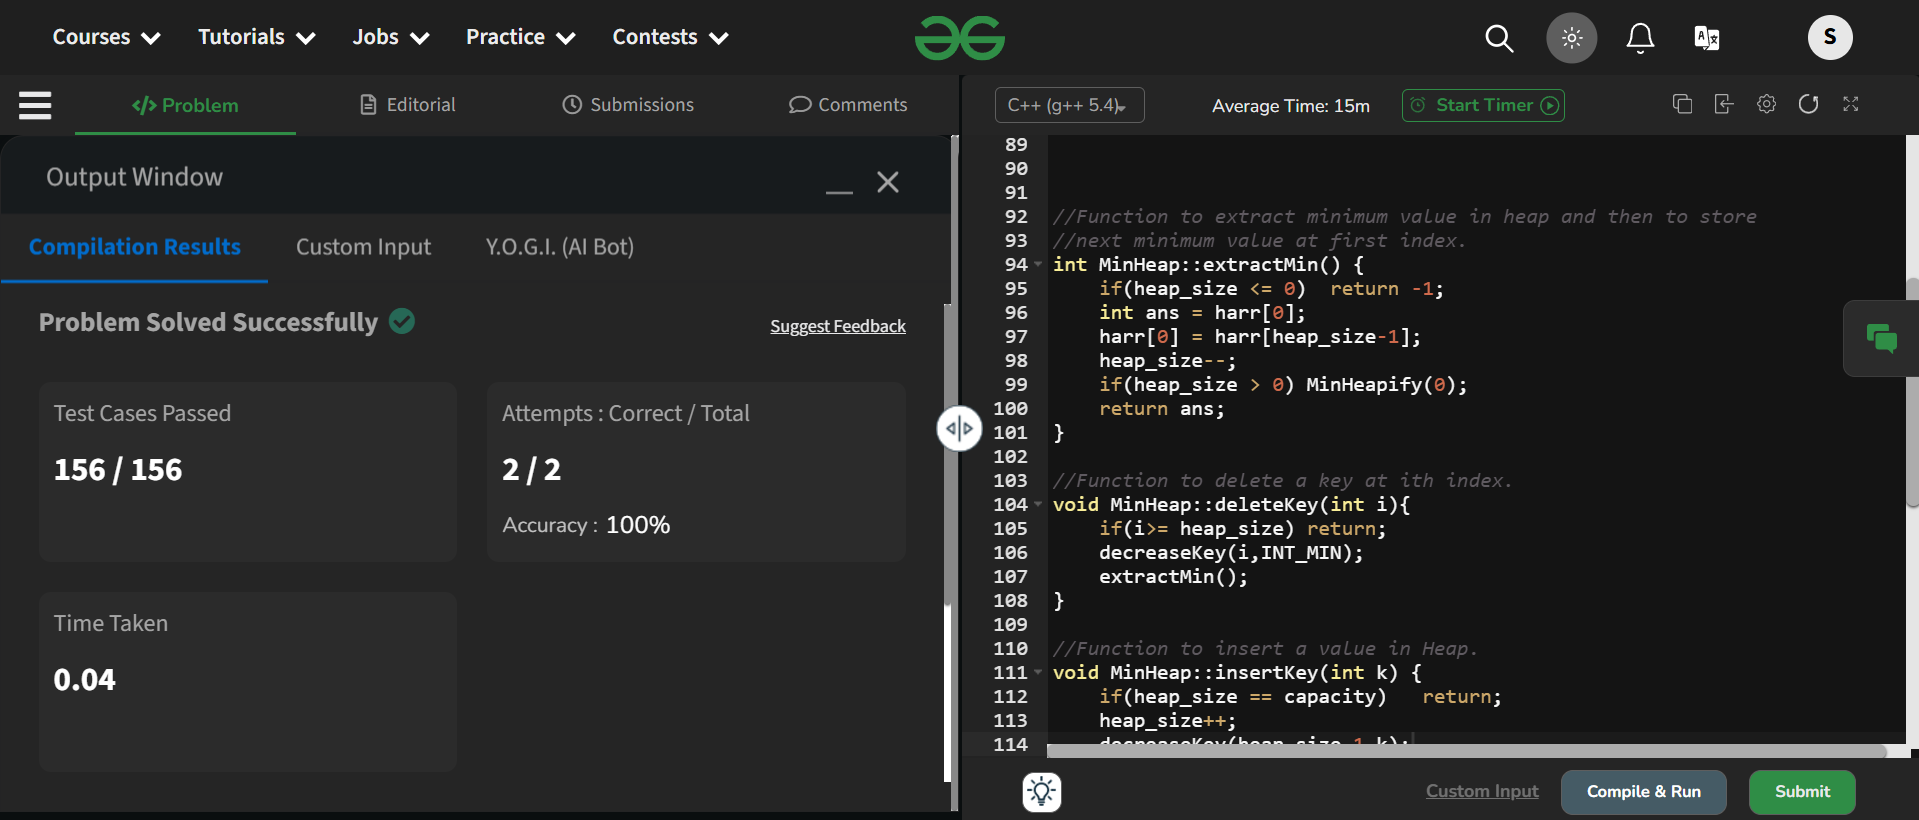 Courses Tutorials Jobs Practice Contests S
</> Problem Editorial Submissions Comments
Output Window
Compilation Results Custom Input Y.O.G.I. (AI Bot)
Problem Solved Successfully
Suggest Feedback
Test Cases Passed
156 / 156
Attempts : Correct / Total
2 / 2
Accuracy : 100%
Time Taken
0.04
C++ (g++ 5.4) Average Time: 15m Start Timer
89
90
91
92 //Function to extract minimum value in heap and then to store
93 //next minimum value at first index.
94 int MinHeap::extractMin() {
95 if(heap_size <= 0)  return -1;
96 int ans = harr[0];
97 harr[0] = harr[heap_size-1];
98 heap_size--;
99 if(heap_size > 0) MinHeapify(0);
100 return ans;
101 }
102
103 //Function to delete a key at ith index.
104 void MinHeap::deleteKey(int i){
105 if(i>= heap_size) return;
106 decreaseKey(i,INT_MIN);
107 extractMin();
108 }
109
110 //Function to insert a value in Heap.
111 void MinHeap::insertKey(int k) {
112 if(heap_size == capacity)   return;
113 heap_size++;
114 decreaseKey(heap_size-1,k);
Custom Input Compile & Run Submit